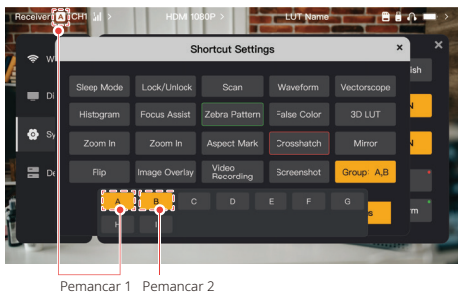 Receiver A CH1 HDMI 1080P > LUT Name
Shortcut Settings ×
Sleep Mode Lock/Unlock Scan Waveform Vectorscope
Histogram Focus Assist Zebra Pattern False Color 3D LUT
Zoom In Zoom In Aspect Mark Crosshatch Mirror
Flip Image Overlay Video Recording Screenshot Group: A,B
A B C D E F G
H I
Pemancar 1 Pemancar 2